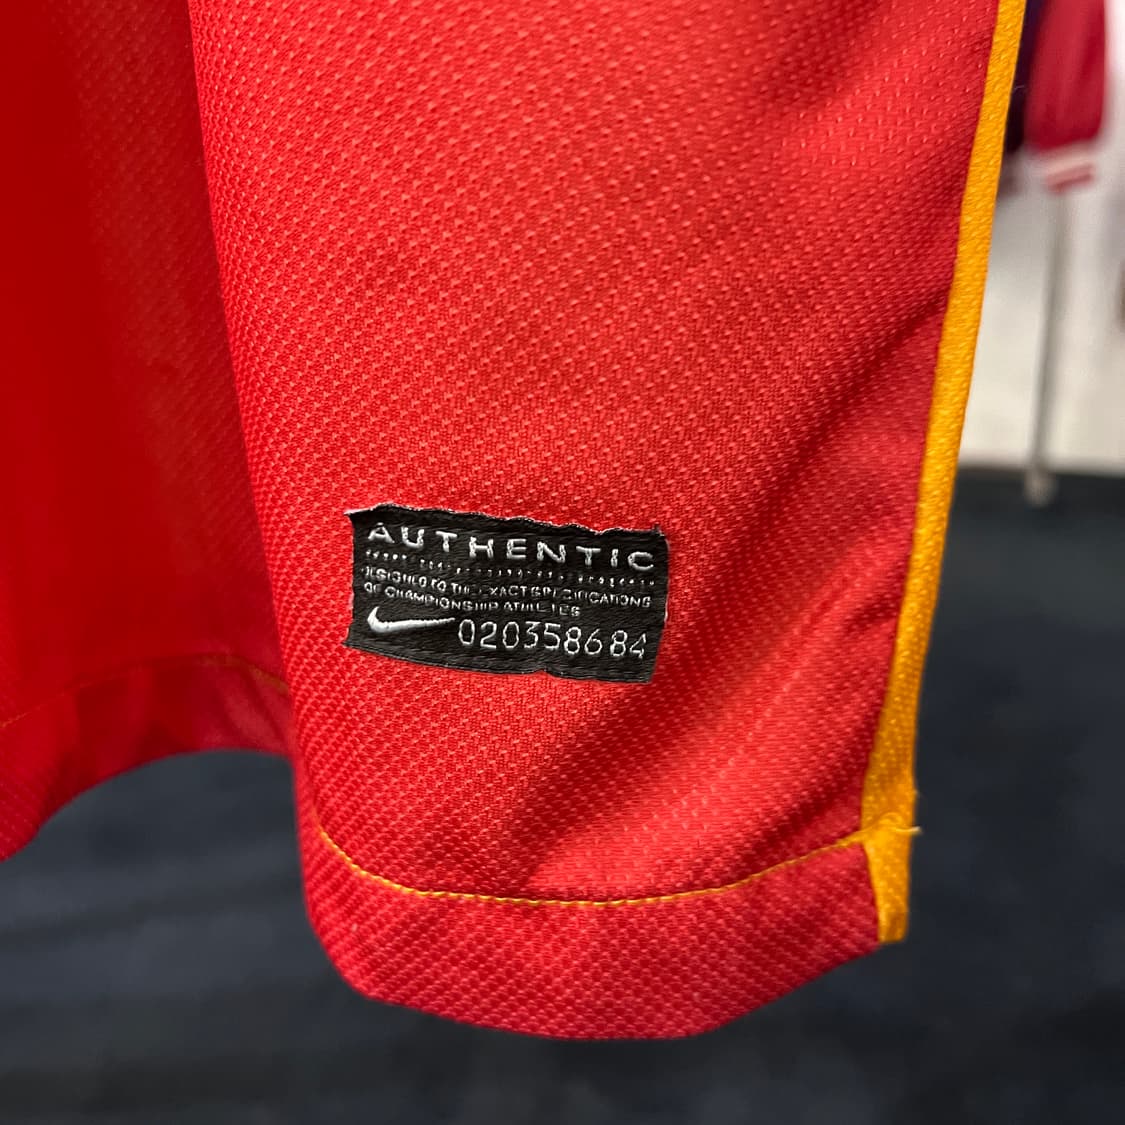 AUTHENTIC
DESIGNED TO THE EXACT SPECIFICATIONS
OF CHAMPIONSHIP ATHLETES
020358684